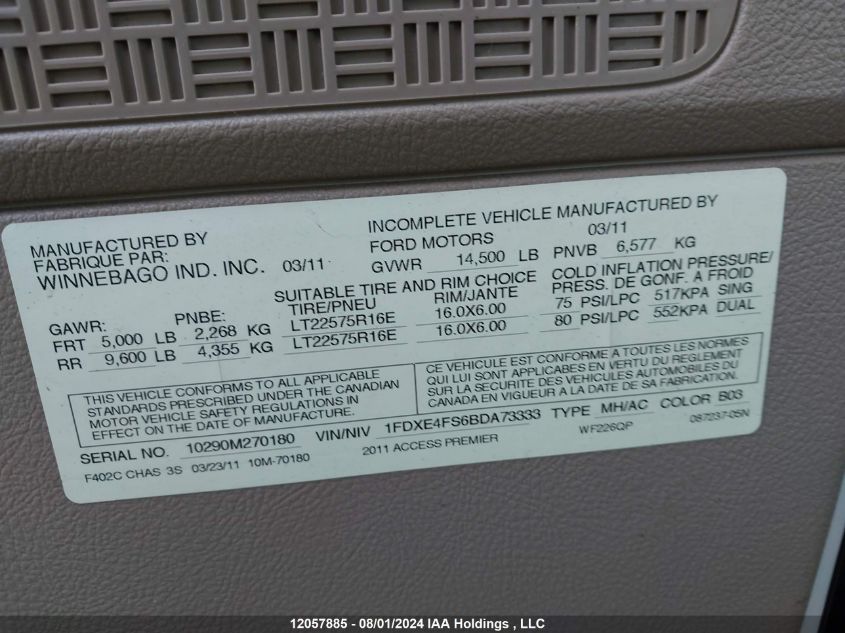 MANUFACTURED BY
FABRIQUE PAR:
WINNEBAGO IND. INC. 03/11
INCOMPLETE VEHICLE MANUFACTURED BY
FORD MOTORS 03/11
GVWR 14,500 LB PNVB 6,577 KG
SUITABLE TIRE AND RIM CHOICE COLD INFLATION PRESSURE/
GAWR: PNBE: TIRE/PNEU RIM/JANTE PRESS. DE GONF. A FROID
FRT 5,000 LB 2,268 KG LT22575R16E 16.0X6.00 75 PSI/LPC 517KPA SING
RR 9,600 LB 4,355 KG LT22575R16E 16.0X6.00 80 PSI/LPC 552KPA DUAL
THIS VEHICLE CONFORMS TO ALL APPLICABLE
STANDARDS PRESCRIBED UNDER THE CANADIAN
MOTOR VEHICLE SAFETY REGULATIONS IN
EFFECT ON THE DATE OF MANUFACTURE.
CE VEHICULE EST CONFORME A TOUTES LES NORMES
QUI LUI SONT APPLICABLES EN VERTU DU REGLEMENT
SUR LA SECURITE DES VEHICULES AUTOMOBILES DU
CANADA EN VIGUEUR A LA DATE DE SA FABRICATION.
SERIAL NO. 10290M270180 VIN/NIV 1FDXE4FS6BDA73333 TYPE MH/AC COLOR B03
F402C CHAS 3S 03/23/11 10M-70180 2011 ACCESS PREMIER WF226QP 087237-05N
12057885 - 08/01/2024 IAA Holdings , LLC